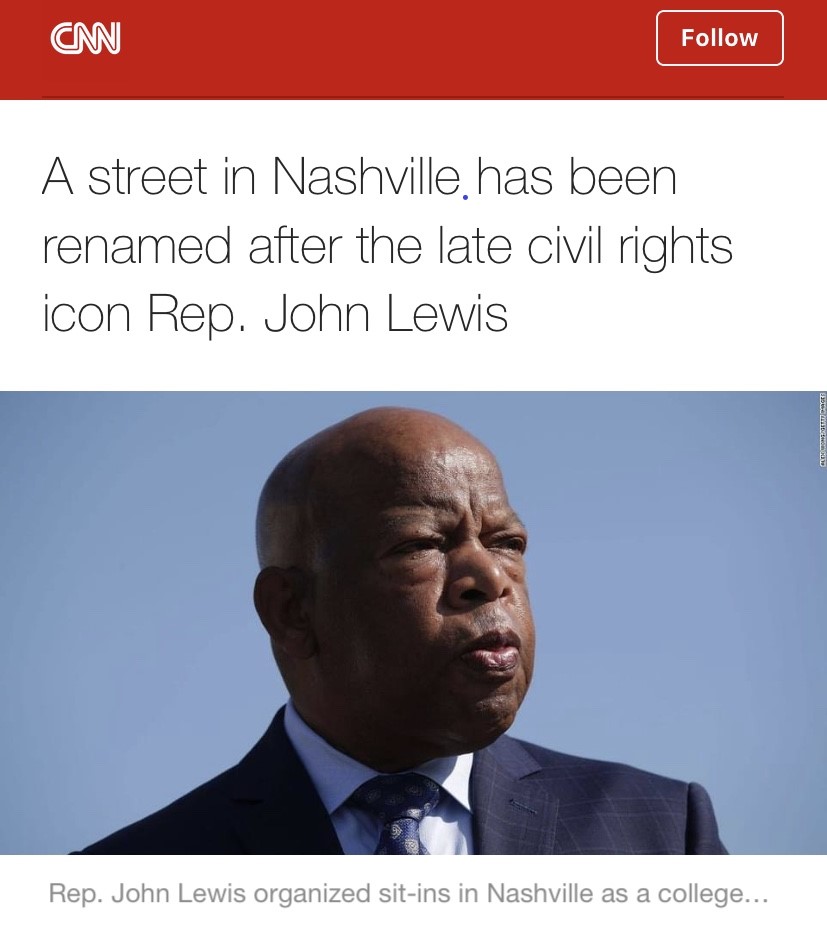 CNN
Follow
A street in Nashville has been
renamed after the late civil rights
icon Rep. John Lewis
Rep. John Lewis organized sit-ins in Nashville as a college...